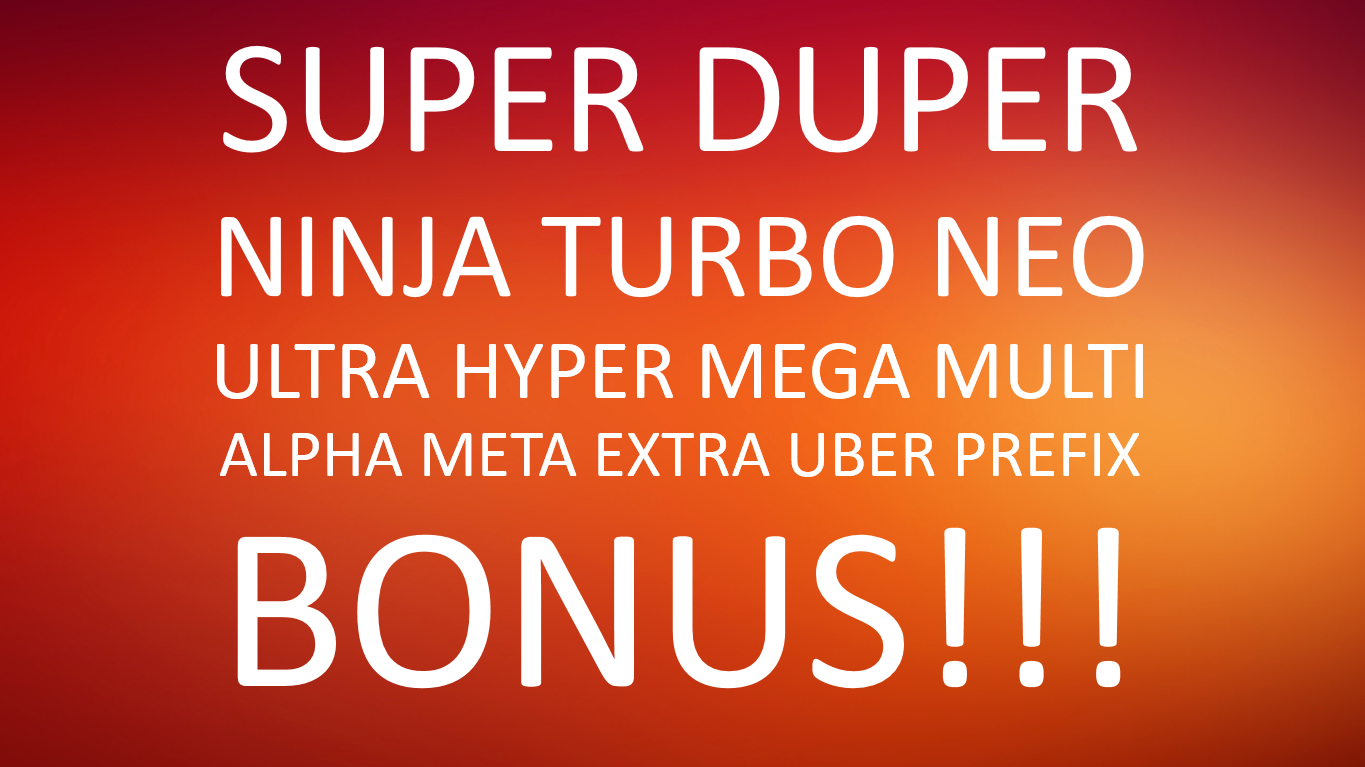 SUPER DUPER
NINJA TURBO NEO
ULTRA HYPER MEGA MULTI
ALPHA META EXTRA UBER PREFIX
BONUS!!!